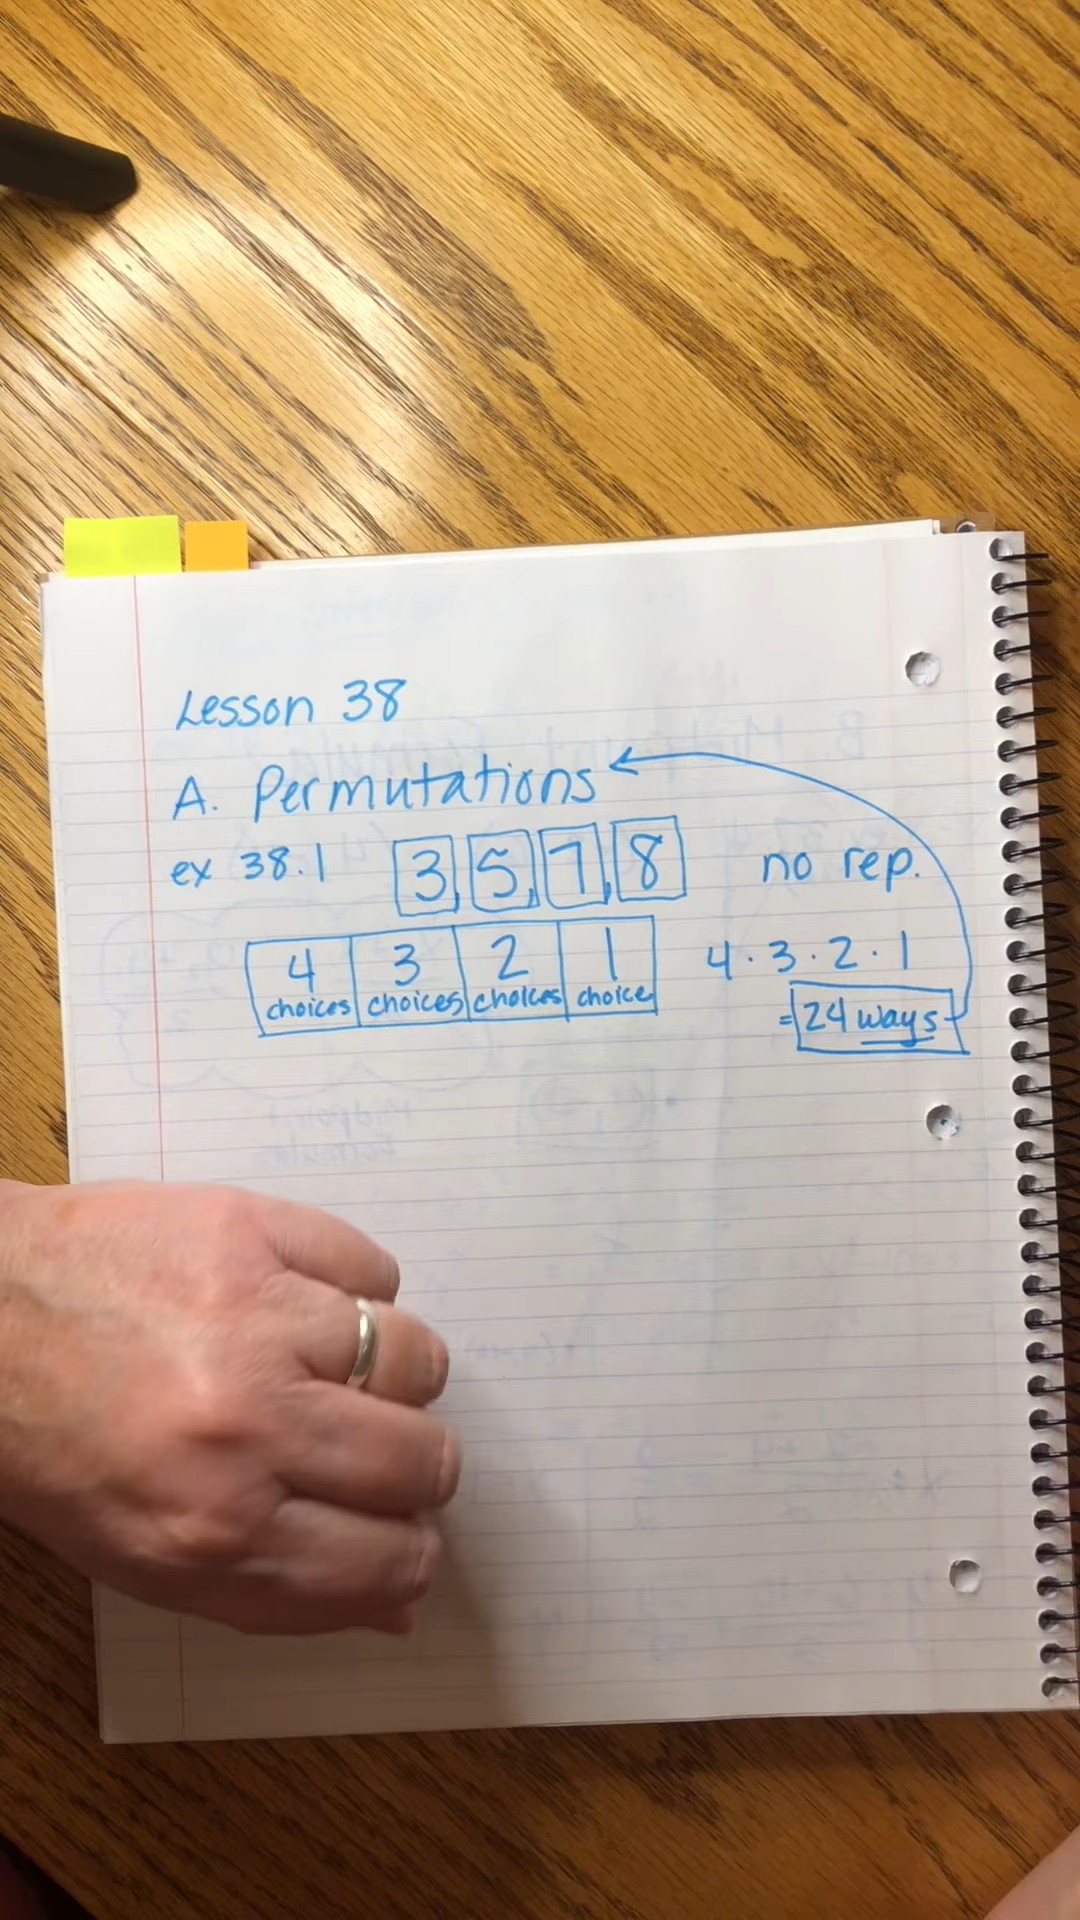 Lesson 38
A. Permutations
ex 38.1 3, 5, 7, 8 no rep.
4 choices 3 choices 2 choices 1 choice 4 · 3 · 2 · 1
= 24 ways